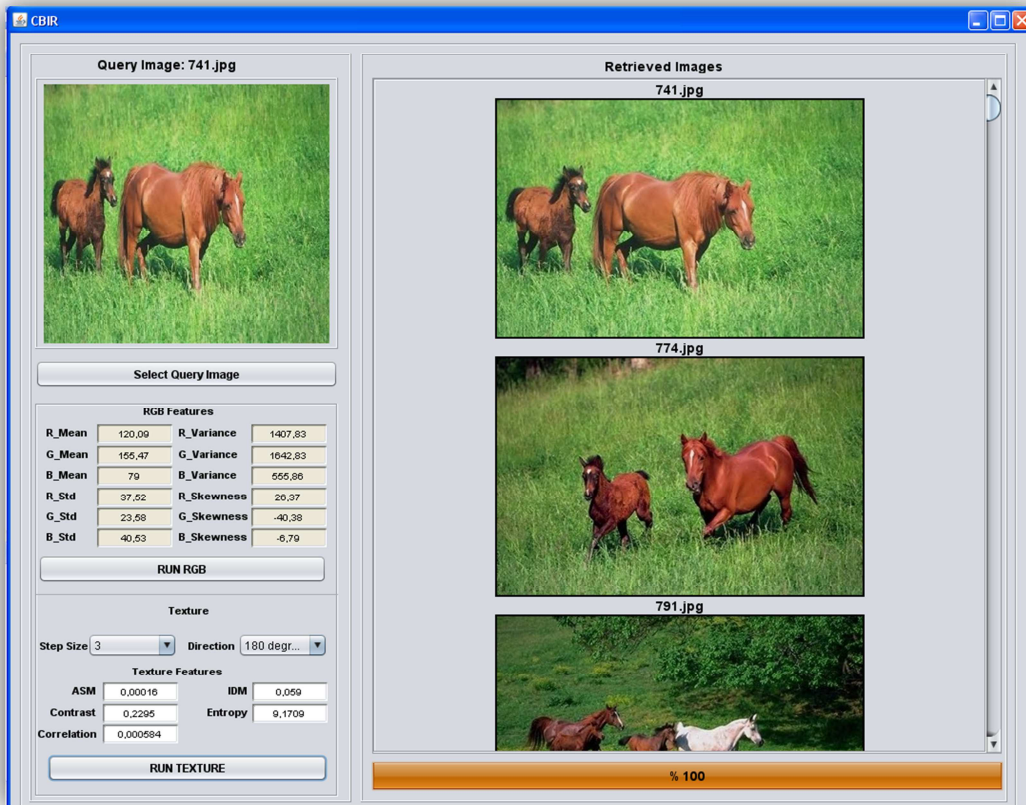 CBIR
Query Image: 741.jpg
Select Query Image
RGB Features
R_Mean 120,09 R_Variance 1407,83
G_Mean 155,47 G_Variance 1642,83
B_Mean 79 B_Variance 555,86
R_Std 37,52 R_Skewness 26,37
G_Std 23,58 G_Skewness -40,38
B_Std 40,53 B_Skewness -6,79
RUN RGB
Texture
Step Size 3 Direction 180 degr...
Texture Features
ASM 0,00016 IDM 0,059
Contrast 0,2295 Entropy 9,1709
Correlation 0,000584
RUN TEXTURE
Retrieved Images
741.jpg
774.jpg
791.jpg
% 100